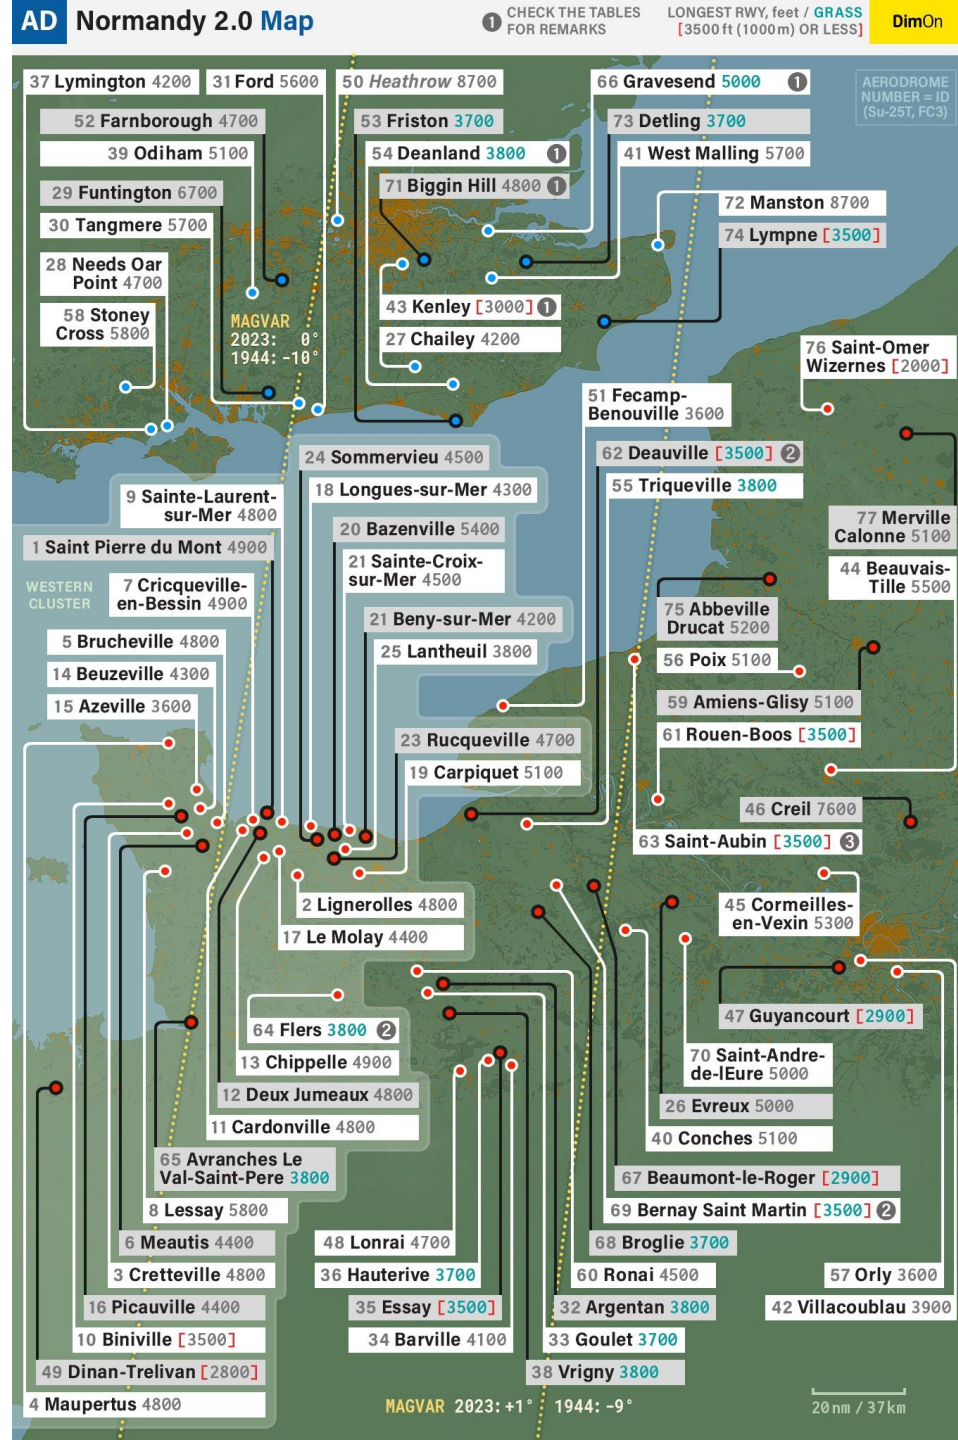 AD Normandy 2.0 Map
1 CHECK THE TABLES
FOR REMARKS
LONGEST RWY, feet / GRASS
[3500 ft (1000 m) OR LESS]
DimOn
37 Lymington 4200
31 Ford 5600
50 Heathrow 8700
66 Gravesend 5000 1
AERODROME
NUMBER = ID
(Su-25T, FC3)
52 Farnborough 4700
53 Friston 3700
73 Detling 3700
39 Odiham 5100
54 Deanland 3800 1
41 West Malling 5700
29 Funtington 6700
71 Biggin Hill 4800 1
72 Manston 8700
30 Tangmere 5700
74 Lympne [3500]
28 Needs Oar
Point 4700
58 Stoney
Cross 5800
43 Kenley [3000] 1
27 Chailey 4200
MAGVAR
2023: 0°
1944: -10°
76 Saint-Omer
Wizernes [2000]
51 Fecamp-
Benouville 3600
24 Sommervieu 4500
62 Deauville [3500] 2
18 Longues-sur-Mer 4300
55 Triqueville 3800
9 Sainte-Laurent-
sur-Mer 4800
20 Bazenville 5400
77 Merville
Calonne 5100
1 Saint Pierre du Mont 4900
21 Sainte-Croix-
sur-Mer 4500
44 Beauvais-
Tille 5500
WESTERN
CLUSTER
7 Cricqueville-
en-Bessin 4900
21 Beny-sur-Mer 4200
75 Abbeville
Drucat 5200
5 Brucheville 4800
25 Lantheuil 3800
56 Poix 5100
14 Beuzeville 4300
15 Azeville 3600
59 Amiens-Glisy 5100
23 Rucqueville 4700
61 Rouen-Boos [3500]
19 Carpiquet 5100
46 Creil 7600
63 Saint-Aubin [3500] 3
2 Lignerolles 4800
45 Cormeilles-
en-Vexin 5300
17 Le Molay 4400
47 Guyancourt [2900]
64 Flers 3800 2
13 Chippelle 4900
70 Saint-Andre-
de-lEure 5000
12 Deux Jumeaux 4800
26 Evreux 5000
11 Cardonville 4800
40 Conches 5100
65 Avranches Le
Val-Saint-Pere 3800
67 Beaumont-le-Roger [2900]
8 Lessay 5800
69 Bernay Saint Martin [3500] 2
6 Meautis 4400
48 Lonrai 4700
68 Broglie 3700
3 Cretteville 4800
36 Hauterive 3700
60 Ronai 4500
57 Orly 3600
16 Picauville 4400
35 Essay [3500]
32 Argentan 3800
42 Villacoublau 3900
10 Biniville [3500]
34 Barville 4100
33 Goulet 3700
49 Dinan-Trelivan [2800]
38 Vrigny 3800
4 Maupertus 4800
MAGVAR 2023: +1° 1944: -9°
20 nm / 37 km